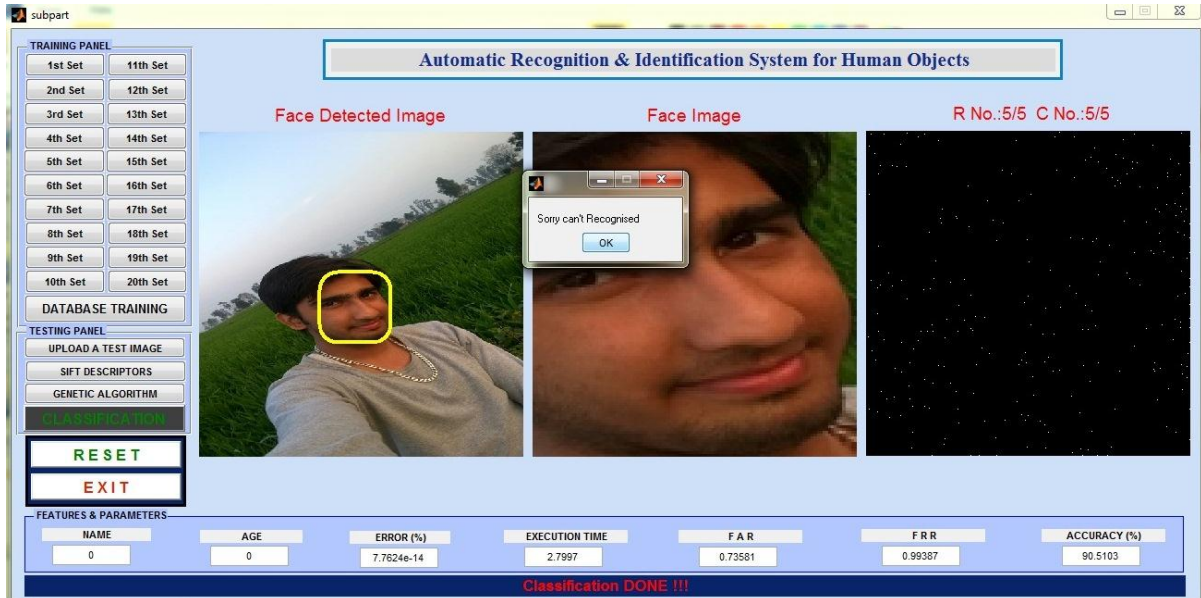 subpart
Automatic Recognition & Identification System for Human Objects
TRAINING PANEL
1st Set 11th Set
2nd Set 12th Set
3rd Set 13th Set
4th Set 14th Set
5th Set 15th Set
6th Set 16th Set
7th Set 17th Set
8th Set 18th Set
9th Set 19th Set
10th Set 20th Set
DATABASE TRAINING
TESTING PANEL
UPLOAD A TEST IMAGE
SIFT DESCRIPTORS
GENETIC ALGORITHM
CLASSIFICATION
RESET
EXIT
Face Detected Image
Face Image
R No.:5/5 C No.:5/5
Sorry can't Recognised
OK
FEATURES & PARAMETERS
NAME AGE ERROR (%) EXECUTION TIME F A R F R R ACCURACY (%)
0 0 7.7624e-14 2.7997 0.73581 0.99387 90.5103
Classification DONE !!!